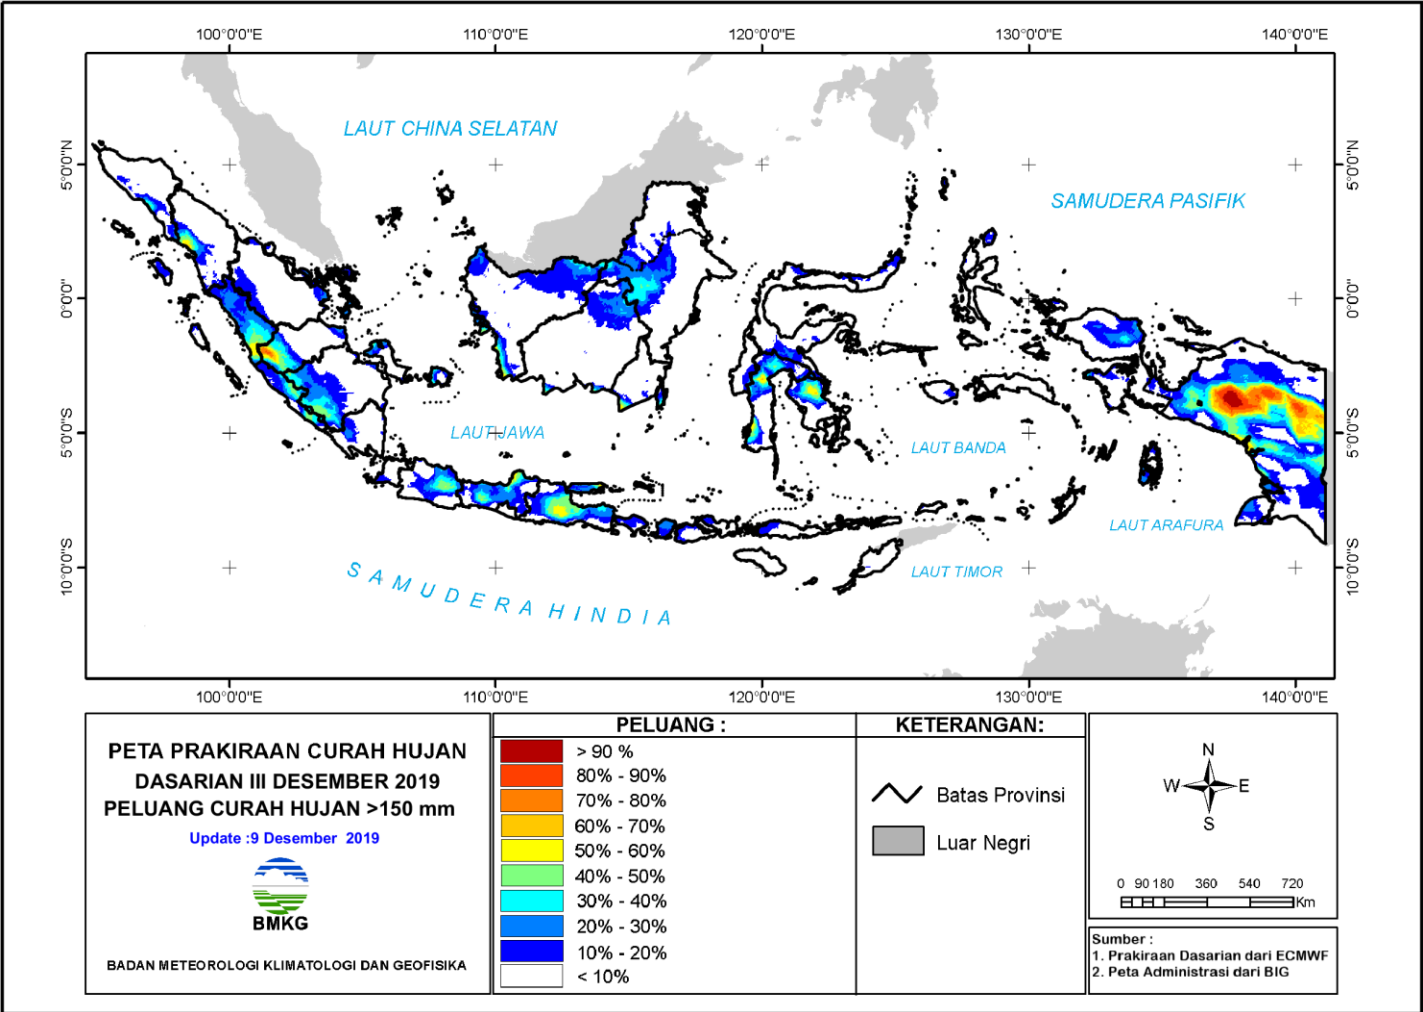 100°0'0"E 110°0'0"E 120°0'0"E 130°0'0"E 140°0'0"E
5°0'0"N
0°0'0"
5°0'0"S
10°0'0"S
LAUT CHINA SELATAN
SAMUDERA PASIFIK
LAUT JAWA
LAUT BANDA
LAUT ARAFURA
LAUT TIMOR
SAMUDERA HINDIA
5°0'0"N
0°0'0"
5°0'0"S
10°0'0"S
100°0'0"E 110°0'0"E 120°0'0"E 130°0'0"E 140°0'0"E
PETA PRAKIRAAN CURAH HUJAN
DASARIAN III DESEMBER 2019
PELUANG CURAH HUJAN >150 mm
Update :9 Desember 2019
BMKG
BADAN METEOROLOGI KLIMATOLOGI DAN GEOFISIKA
PELUANG :
> 90 %
80% - 90%
70% - 80%
60% - 70%
50% - 60%
40% - 50%
30% - 40%
20% - 30%
10% - 20%
< 10%
KETERANGAN:
Batas Provinsi
Luar Negri
N
W E
S
0 90 180 360 540 720
Km
Sumber :
1. Prakiraan Dasarian dari ECMWF
2. Peta Administrasi dari BIG